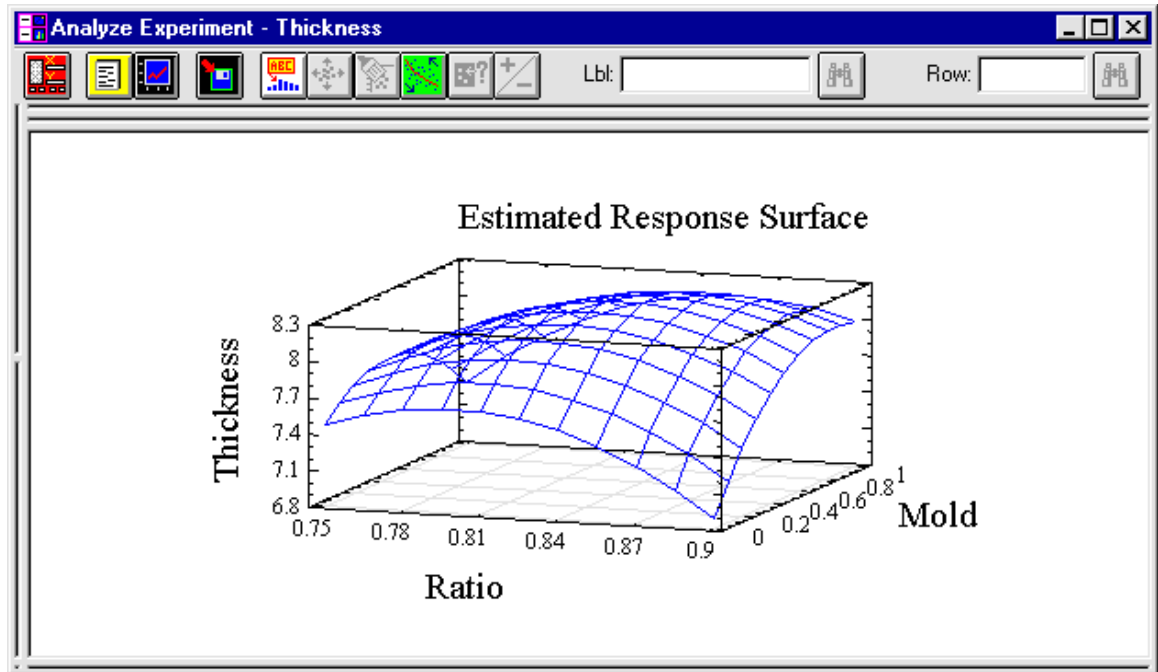 Analyze Experiment - Thickness
ABC
Lbl:
Row:
Estimated Response Surface
Thickness
8.3
8
7.7
7.4
7.1
6.8
0.75 0.78 0.81 0.84 0.87 0.9
Ratio
0 0.2 0.4 0.6 0.8 1
Mold